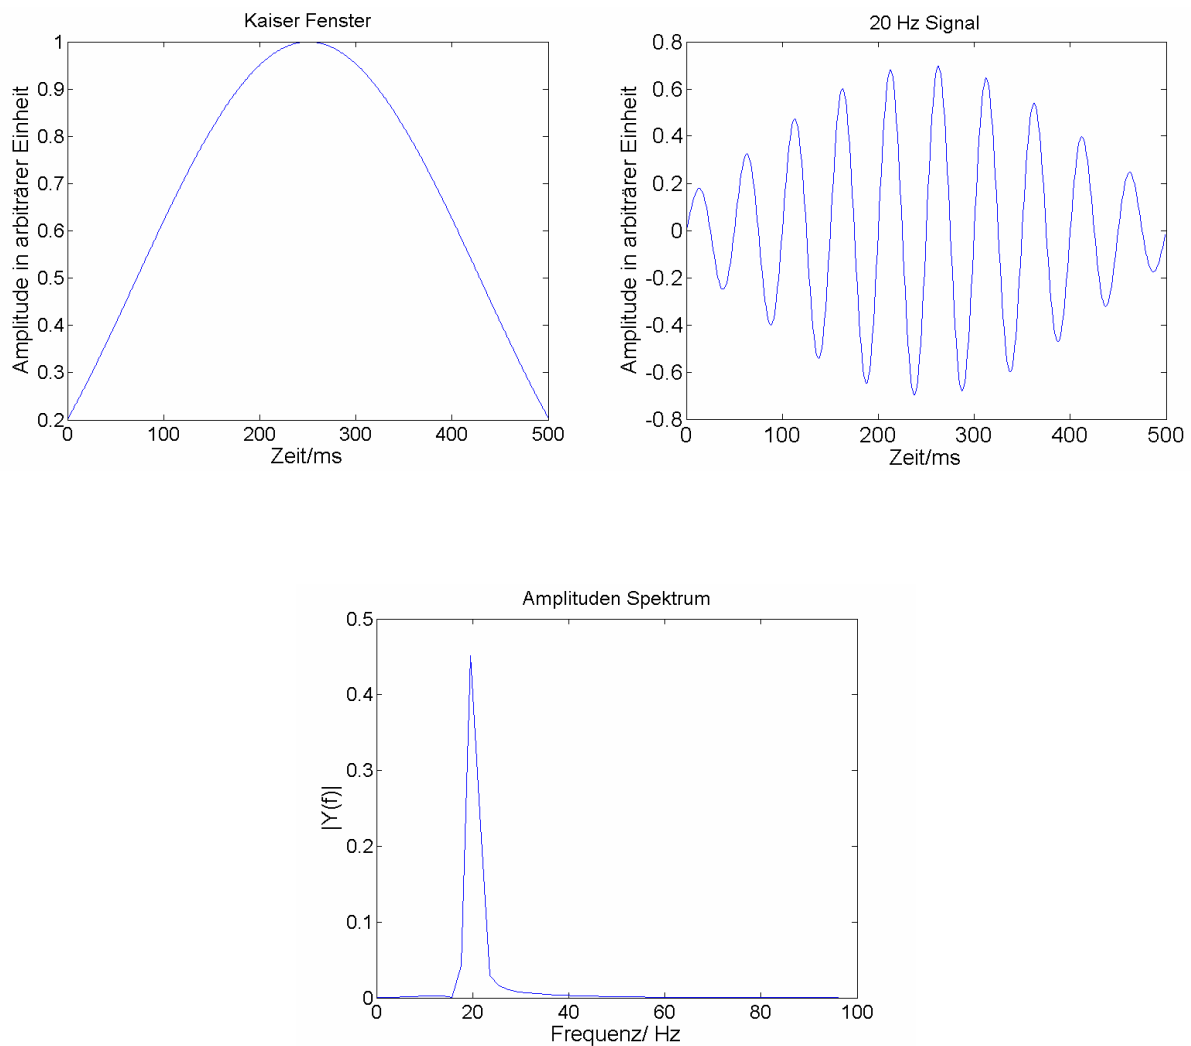 Kaiser Fenster
1
0.9
0.8
0.7
0.6
0.5
0.4
0.3
0.2
Amplitude in arbiträrer Einheit
0 100 200 300 400 500
Zeit/ms
20 Hz Signal
0.8
0.6
0.4
0.2
0
-0.2
-0.4
-0.6
-0.8
Amplitude in arbiträrer Einheit
0 100 200 300 400 500
Zeit/ms
Amplituden Spektrum
0.5
0.4
0.3
0.2
0.1
0
|Y(f)|
0 20 40 60 80 100
Frequenz/ Hz